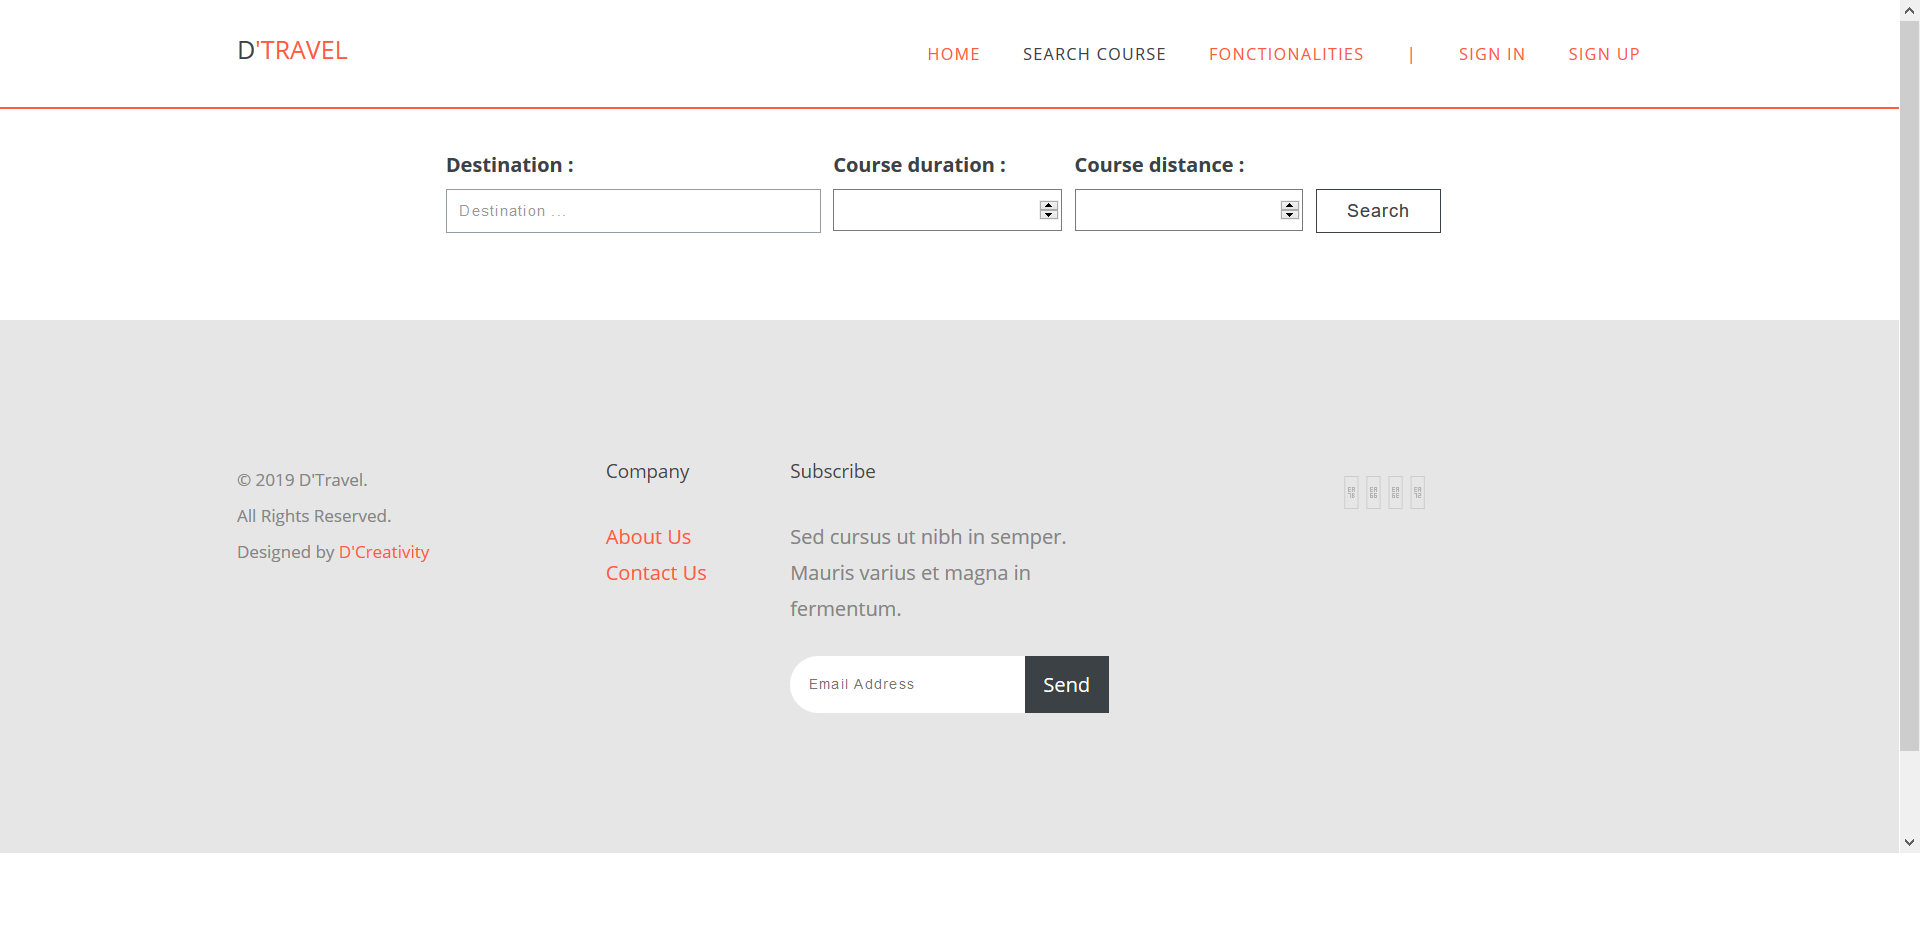 D'TRAVEL
HOME SEARCH COURSE FONCTIONALITIES | SIGN IN SIGN UP
Destination : Course duration : Course distance :
Destination ... Search
© 2019 D'Travel.
All Rights Reserved.
Designed by D'Creativity
Company
About Us
Contact Us
Subscribe
Sed cursus ut nibh in semper.
Mauris varius et magna in
fermentum.
Email Address Send